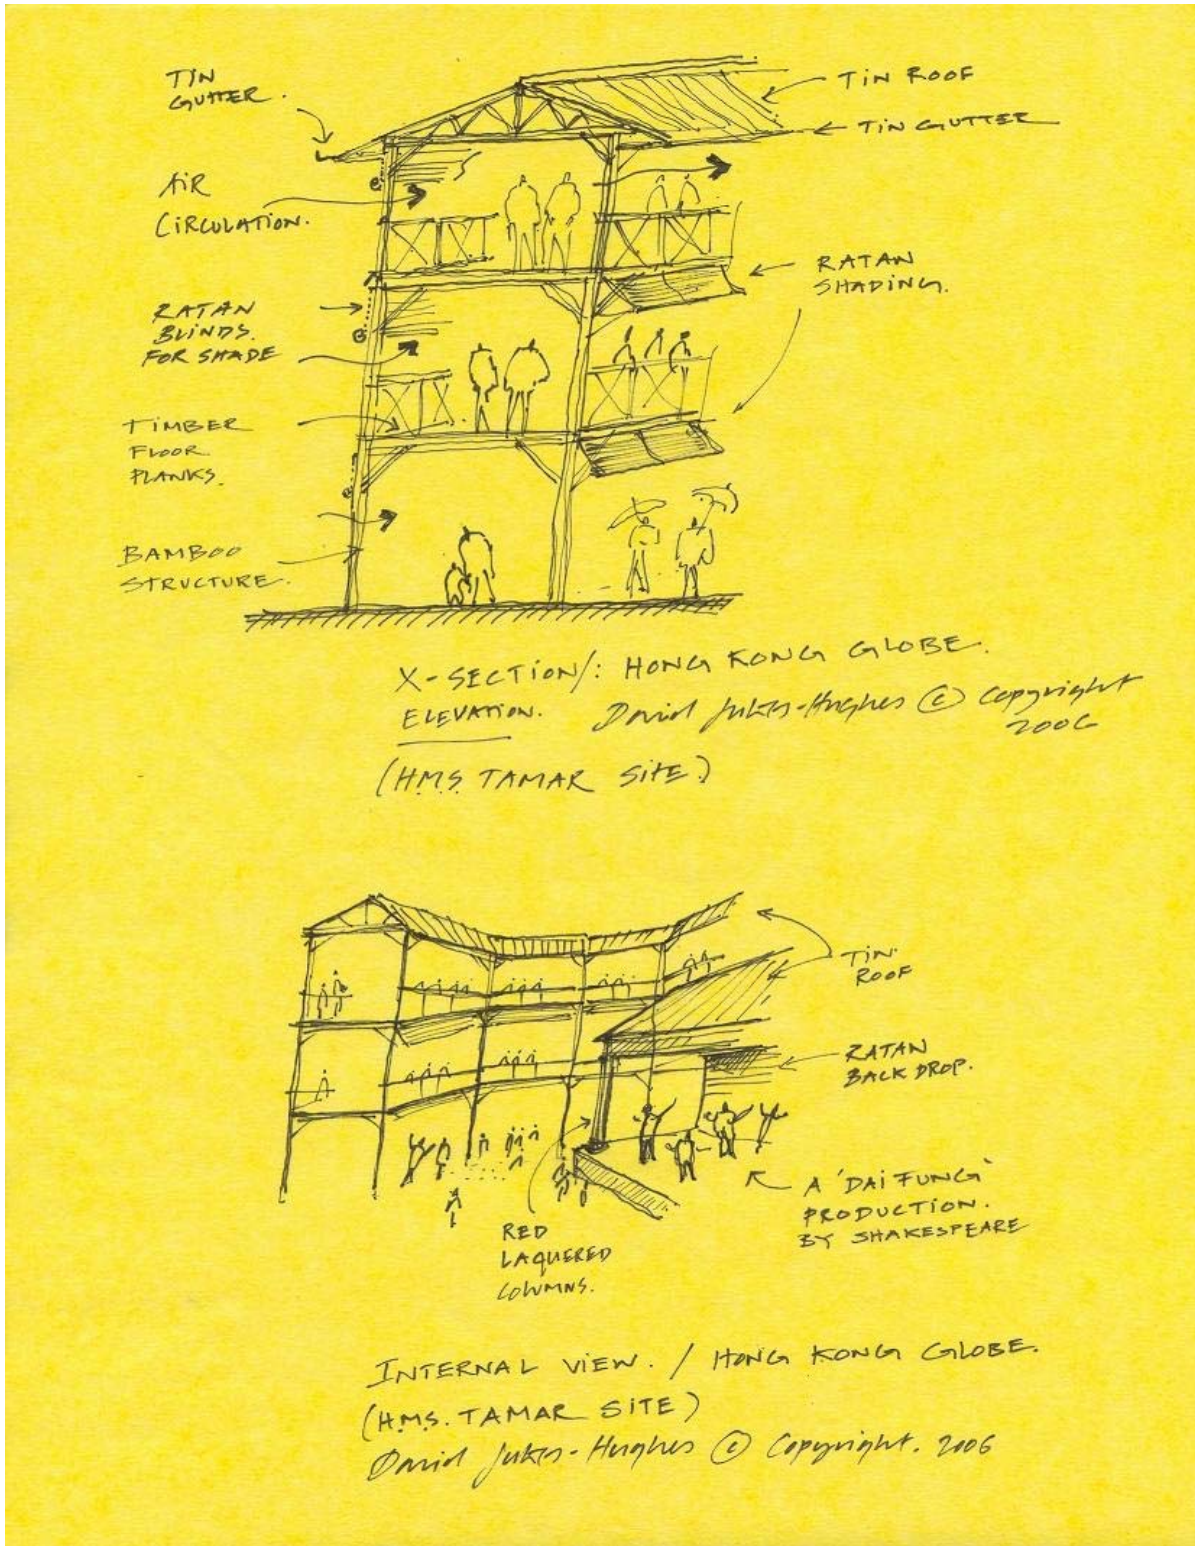 TIN
GUTTER.
TIN ROOF
TIN GUTTER
AIR
CIRCULATION.
RATAN
SHADING.
RATAN
BLINDS.
FOR SHADE
TIMBER
FLOOR
PLANKS.
BAMBOO
STRUCTURE.
X-SECTION/: HONG KONG GLOBE.
ELEVATION. David Jukes-Hughes © Copyright
2006
(H.M.S. TAMAR SITE)
TIN
ROOF
RATAN
BACK DROP.
A 'DAI FUNG'
PRODUCTION.
BY SHAKESPEARE
RED
LAQUERED
COLUMNS.
INTERNAL VIEW. / HONG KONG GLOBE.
(H.M.S. TAMAR SITE)
David Jukes-Hughes © Copyright. 2006